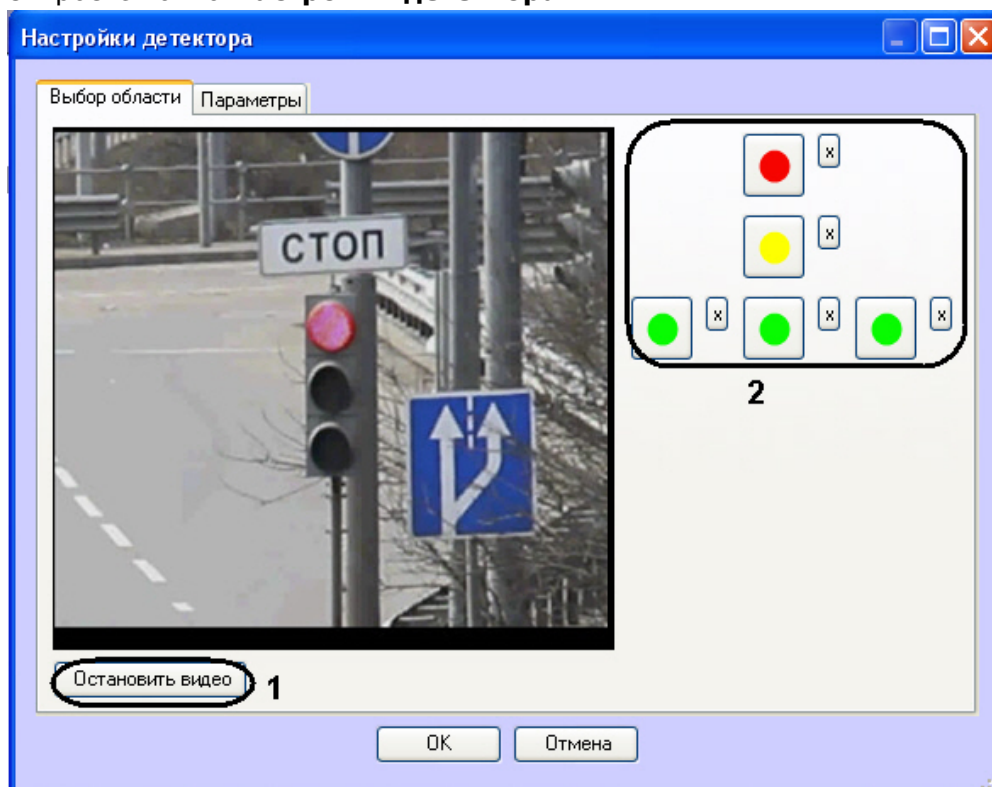 Настройки детектора
Выбор области
Параметры
СТОП
x
x
x
x
x
2
Остановить видео
1
OK
Отмена